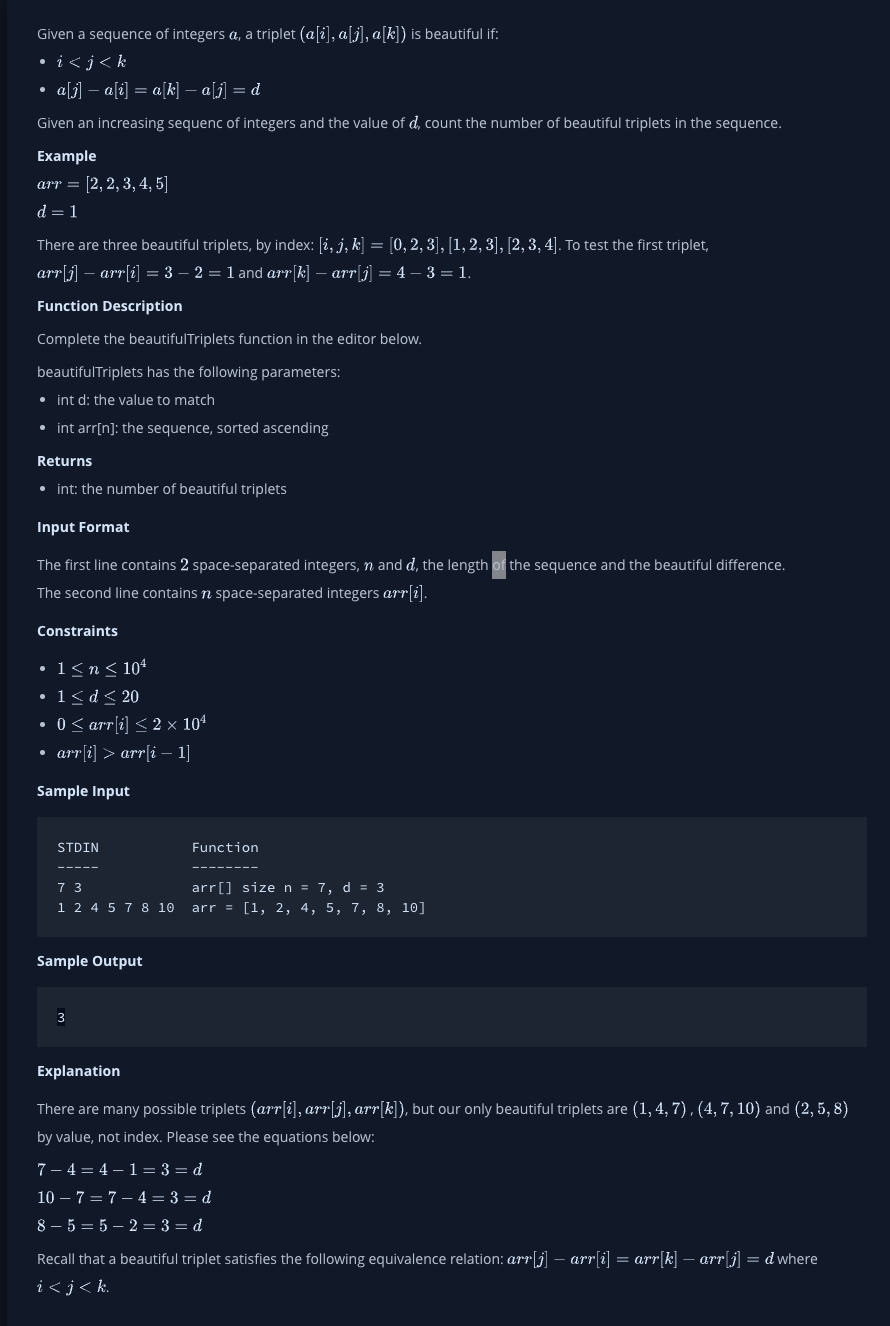 Given a sequence of integers a, a triplet (a[i], a[j], a[k]) is beautiful if:
• i < j < k
• a[j] − a[i] = a[k] − a[j] = d
Given an increasing sequenc of integers and the value of d, count the number of beautiful triplets in the sequence.
Example
arr = [2, 2, 3, 4, 5]
d = 1
There are three beautiful triplets, by index: [i, j, k] = [0, 2, 3], [1, 2, 3], [2, 3, 4]. To test the first triplet,
arr[j] − arr[i] = 3 − 2 = 1 and arr[k] − arr[j] = 4 − 3 = 1.
Function Description
Complete the beautifulTriplets function in the editor below.
beautifulTriplets has the following parameters:
• int d: the value to match
• int arr[n]: the sequence, sorted ascending
Returns
• int: the number of beautiful triplets
Input Format
The first line contains 2 space-separated integers, n and d, the length of the sequence and the beautiful difference.
The second line contains n space-separated integers arr[i].
Constraints
• 1 ≤ n ≤ 10⁴
• 1 ≤ d ≤ 20
• 0 ≤ arr[i] ≤ 2 × 10⁴
• arr[i] > arr[i − 1]
Sample Input
STDIN Function
----- --------
7 3 arr[] size n = 7, d = 3
1 2 4 5 7 8 10 arr = [1, 2, 4, 5, 7, 8, 10]
Sample Output
3
Explanation
There are many possible triplets (arr[i], arr[j], arr[k]), but our only beautiful triplets are (1, 4, 7) , (4, 7, 10) and (2, 5, 8)
by value, not index. Please see the equations below:
7 − 4 = 4 − 1 = 3 = d
10 − 7 = 7 − 4 = 3 = d
8 − 5 = 5 − 2 = 3 = d
Recall that a beautiful triplet satisfies the following equivalence relation: arr[j] − arr[i] = arr[k] − arr[j] = d where
i < j < k.